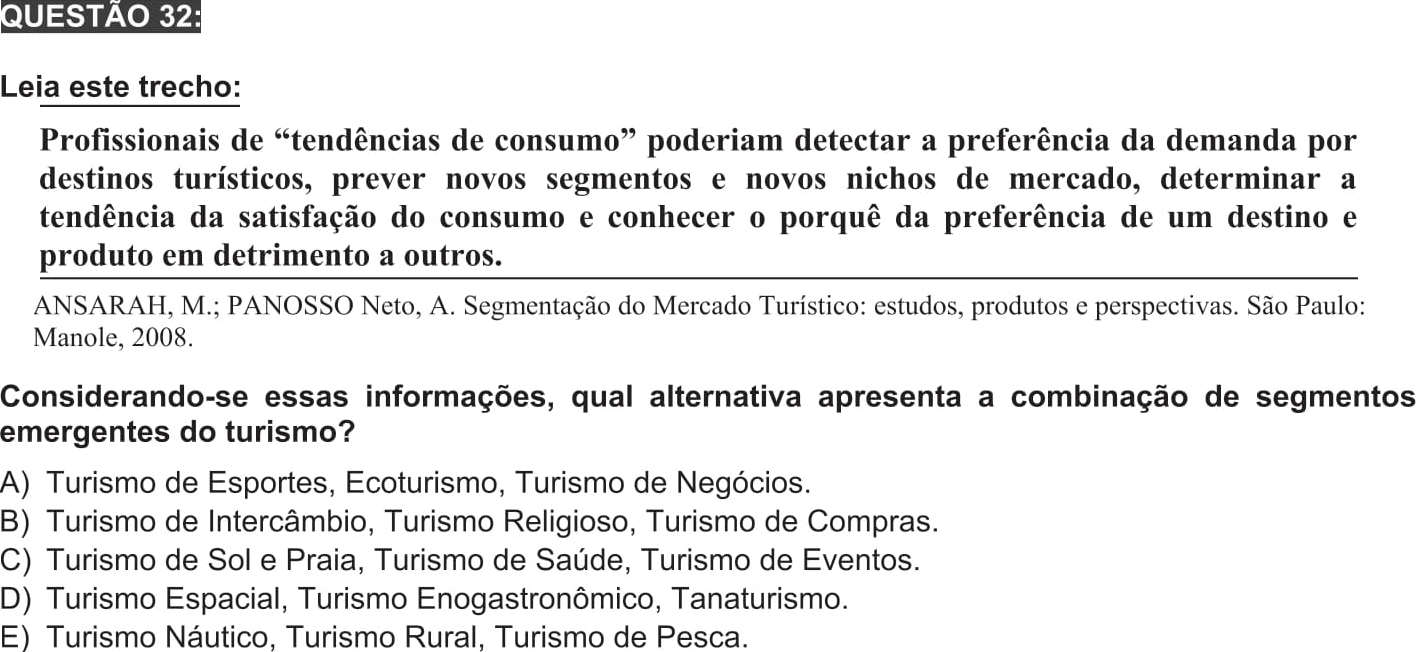 QUESTÃO 32:
Leia este trecho:
Profissionais de “tendências de consumo” poderiam detectar a preferência da demanda por
destinos turísticos, prever novos segmentos e novos nichos de mercado, determinar a
tendência da satisfação do consumo e conhecer o porquê da preferência de um destino e
produto em detrimento a outros.
ANSARAH, M.; PANOSSO Neto, A. Segmentação do Mercado Turístico: estudos, produtos e perspectivas. São Paulo:
Manole, 2008.
Considerando-se essas informações, qual alternativa apresenta a combinação de segmentos
emergentes do turismo?
A) Turismo de Esportes, Ecoturismo, Turismo de Negócios.
B) Turismo de Intercâmbio, Turismo Religioso, Turismo de Compras.
C) Turismo de Sol e Praia, Turismo de Saúde, Turismo de Eventos.
D) Turismo Espacial, Turismo Enogastronômico, Tanaturismo.
E) Turismo Náutico, Turismo Rural, Turismo de Pesca.